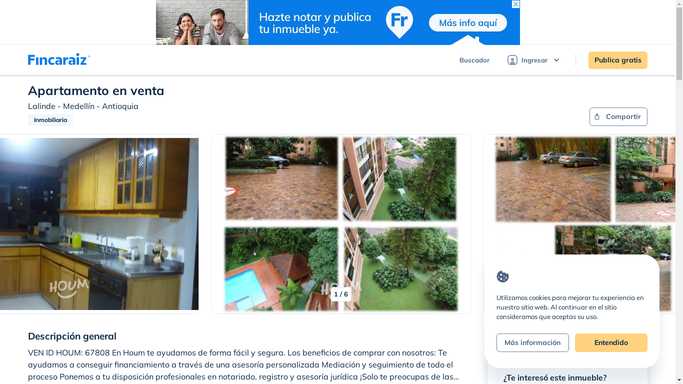 Hazte notar y publica
tu inmueble ya.
Fr
Más info aquí
Fincaraiz
Buscador
Ingresar
Publica gratis
Apartamento en venta
Lalinde - Medellín - Antioquia
Inmobiliaria
Compartir
HOUM
HOUM
1 / 6
Utilizamos cookies para mejorar tu experiencia en
nuestro sitio web. Al continuar en el sitio
consideramos que aceptas su uso.
Más información
Entendido
Descripción general
VEN ID HOUM: 67808 En Houm te ayudamos de forma fácil y segura. Los beneficios de comprar con nosotros: Te
ayudamos a conseguir financiamiento a través de una asesoría personalizada Mediación y seguimiento de todo el
proceso Ponemos a tu disposición profesionales en notariado, registro y asesoría jurídica ¡Solo te preocupas de las...
¿Te interesó este inmueble?